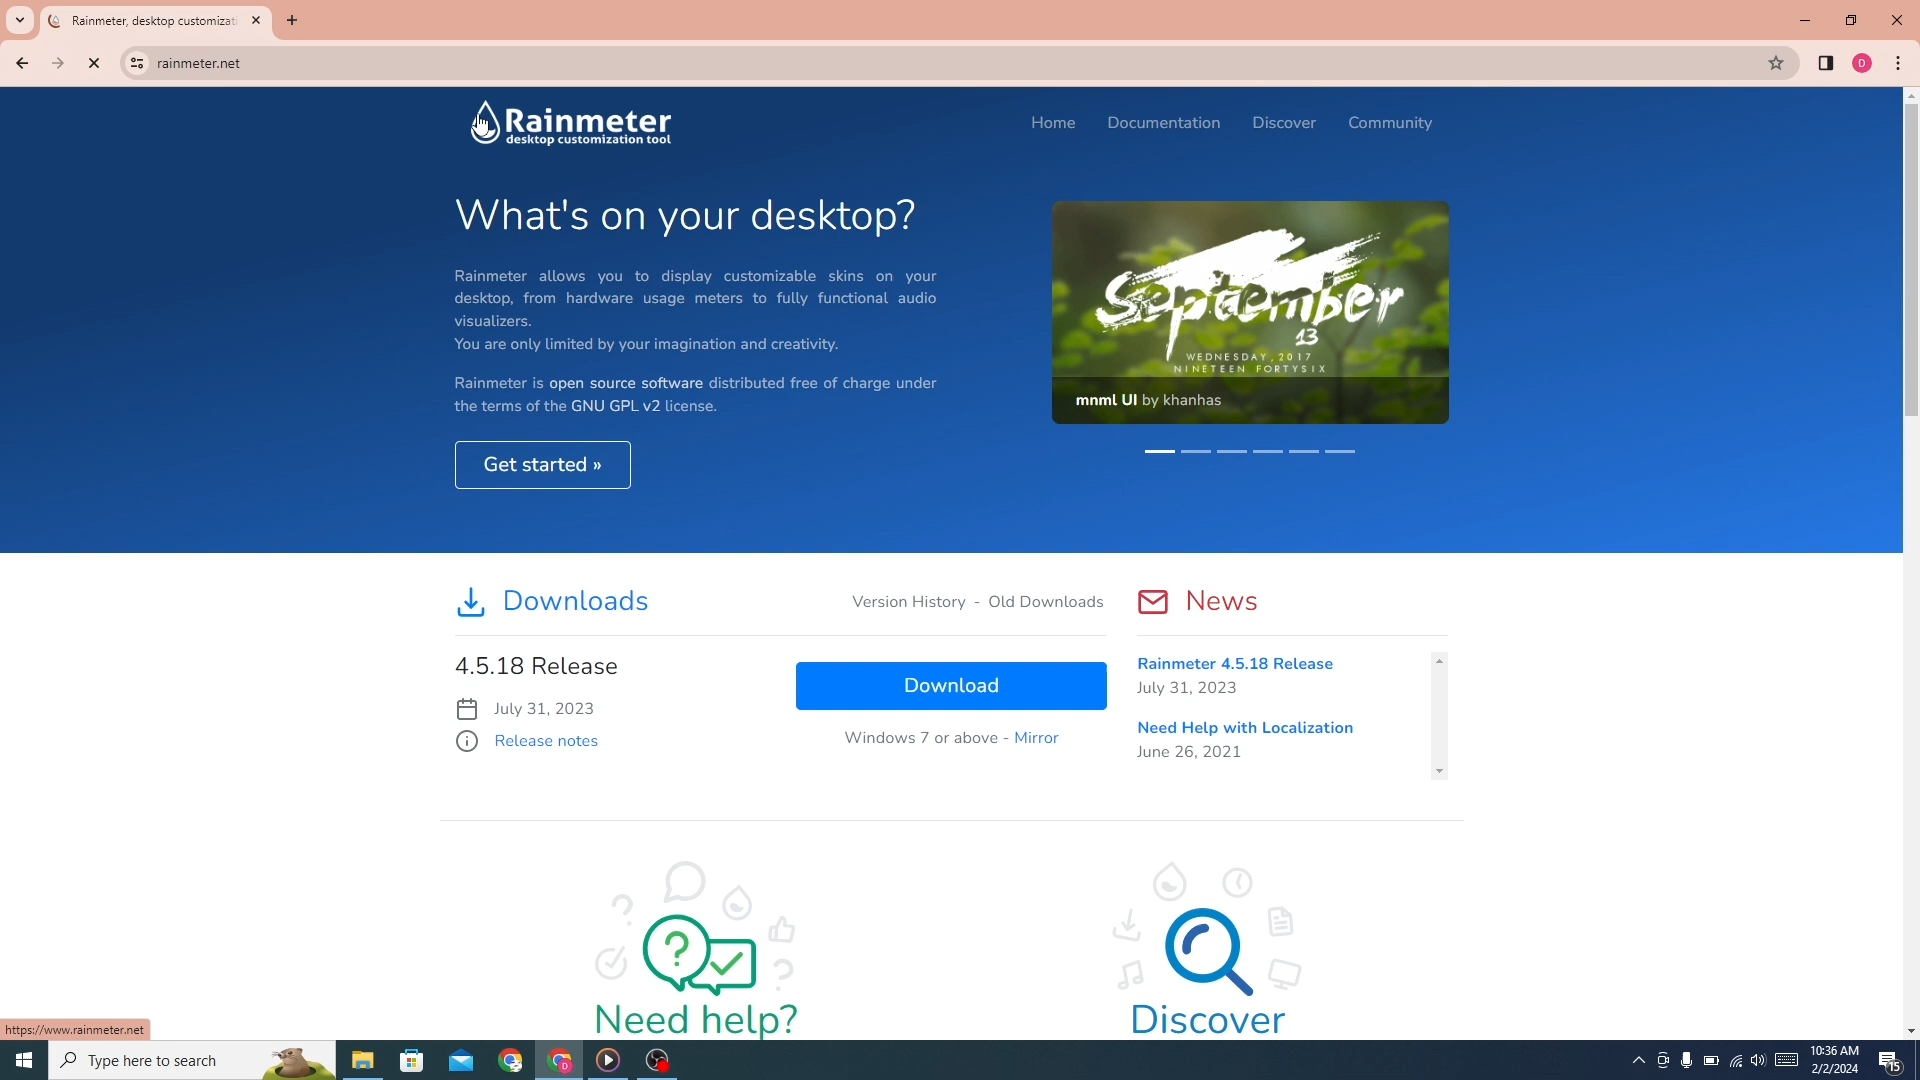 Rainmeter, desktop customizati
rainmeter.net
D
Rainmeter
desktop customization tool
Home
Documentation
Discover
Community
What's on your desktop?
Rainmeter allows you to display customizable skins on your
desktop, from hardware usage meters to fully functional audio
visualizers.
You are only limited by your imagination and creativity.
Rainmeter is open source software distributed free of charge under
the terms of the GNU GPL v2 license.
Get started »
September
13
WEDNESDAY, 2017
NINETEEN FORTYSIX
mnml UI by khanhas
Downloads
Version History - Old Downloads
4.5.18 Release
July 31, 2023
Release notes
Download
Windows 7 or above - Mirror
News
Rainmeter 4.5.18 Release
July 31, 2023
Need Help with Localization
June 26, 2021
Need help?
Discover
https://www.rainmeter.net
Type here to search
D
10:36 AM
2/2/2024
15